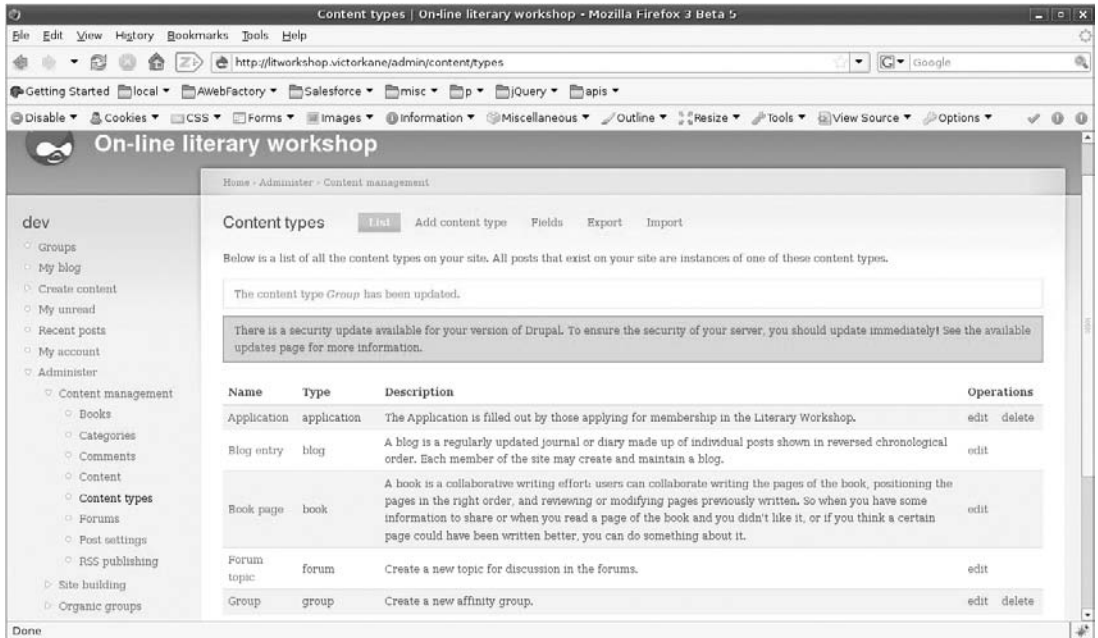 Content types | On-line literary workshop - Mozilla Firefox 3 Beta 5
File Edit View History Bookmarks Tools Help
http://litworkshop.victorkane/admin/content/types
Google
Getting Started local AWebFactory Salesforce misc p jQuery apis
Disable Cookies CSS Forms Images Information Miscellaneous Outline Resize Tools View Source Options
On-line literary workshop
Home › Administer › Content management
dev
Groups
My blog
Create content
My unread
Recent posts
My account
Administer
Content management
Books
Categories
Comments
Content
Content types
Forums
Post settings
RSS publishing
Site building
Organic groups
Content types List Add content type Fields Export Import
Below is a list of all the content types on your site. All posts that exist on your site are instances of one of these content types.
The content type Group has been updated.
There is a security update available for your version of Drupal. To ensure the security of your server, you should update immediately! See the available
updates page for more information.
Name Type Description Operations
Application application The Application is filled out by those applying for membership in the Literary Workshop. edit delete
Blog entry blog A blog is a regularly updated journal or diary made up of individual posts shown in reversed chronological
order. Each member of the site may create and maintain a blog. edit
Book page book A book is a collaborative writing effort: users can collaborate writing the pages of the book, positioning the
pages in the right order, and reviewing or modifying pages previously written. So when you have some
information to share or when you read a page of the book and you didn't like it, or if you think a certain
page could have been written better, you can do something about it. edit
Forum
topic forum Create a new topic for discussion in the forums. edit
Group group Create a new affinity group. edit delete
Done